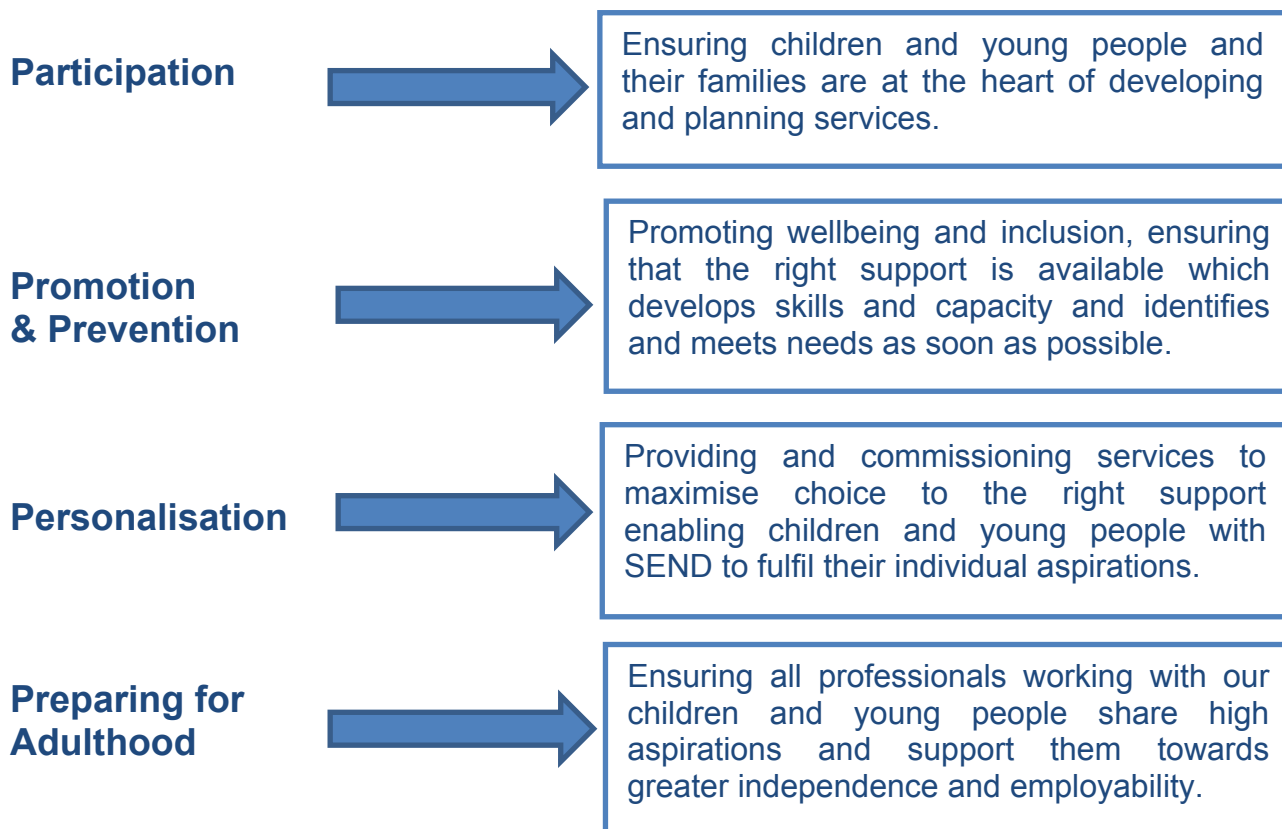 Participation
Ensuring children and young people and
their families are at the heart of developing
and planning services.
Promotion
& Prevention
Promoting wellbeing and inclusion, ensuring
that the right support is available which
develops skills and capacity and identifies
and meets needs as soon as possible.
Personalisation
Providing and commissioning services to
maximise choice to the right support
enabling children and young people with
SEND to fulfil their individual aspirations.
Preparing for
Adulthood
Ensuring all professionals working with our
children and young people share high
aspirations and support them towards
greater independence and employability.